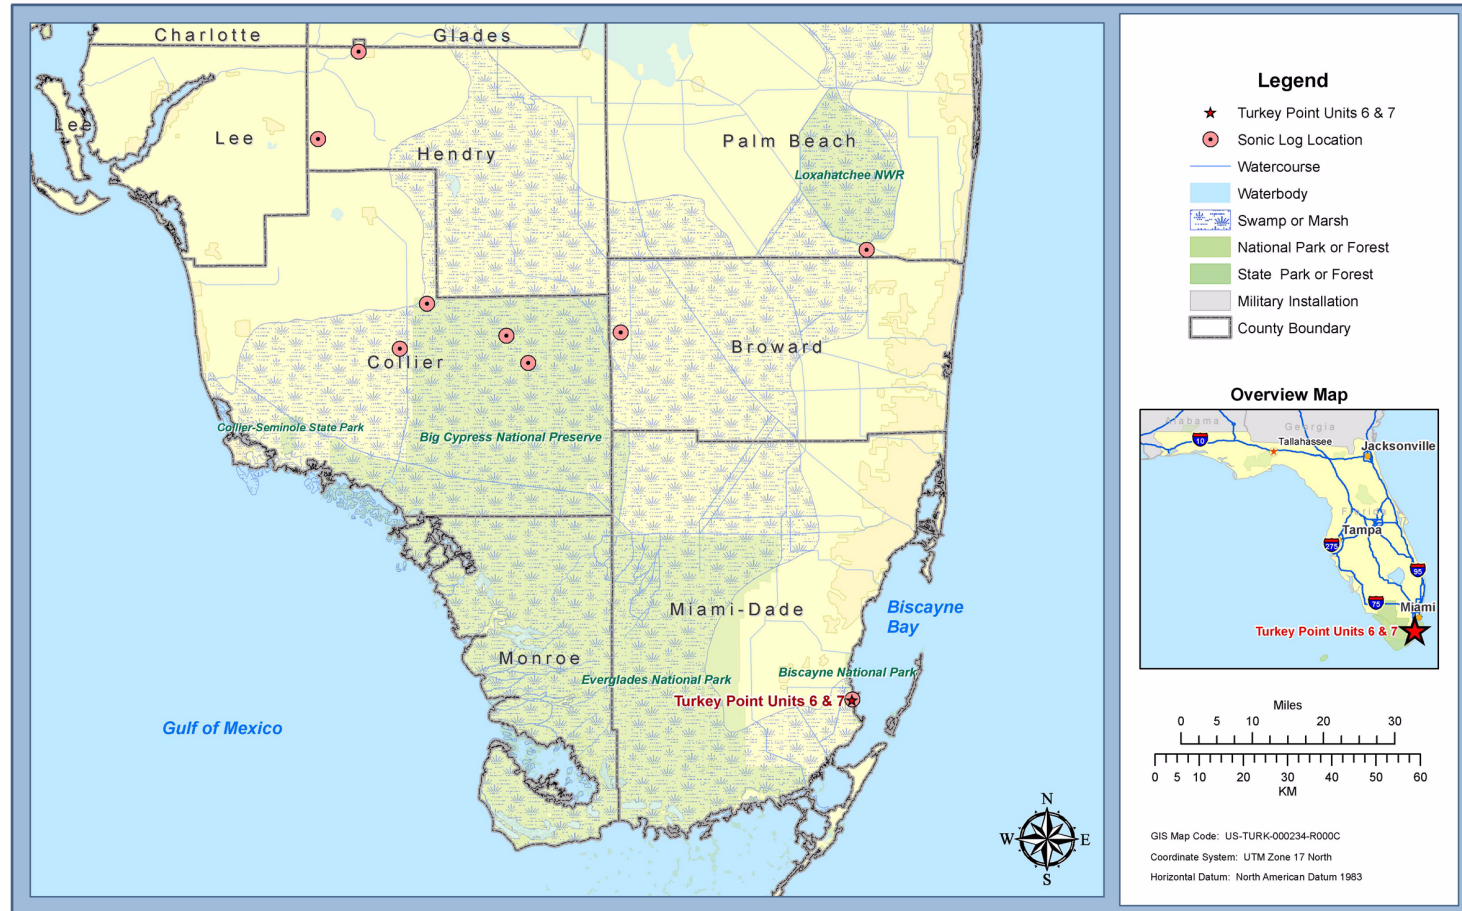 Charlotte
Glades
Lee
Lee
Hendry
Palm Beach
Loxahatchee NWR
Collier
Broward
Collier-Seminole State Park
Big Cypress National Preserve
Miami-Dade
Biscayne
Bay
Monroe
Everglades National Park
Biscayne National Park
Turkey Point Units 6 & 7
Gulf of Mexico
N
W
E
S
Legend
Turkey Point Units 6 & 7
Sonic Log Location
Watercourse
Waterbody
Swamp or Marsh
National Park or Forest
State Park or Forest
Military Installation
County Boundary
Overview Map
Alabama
Georgia
10
Tallahassee
Jacksonville
Florida
Tampa
275
95
75
Miami
Turkey Point Units 6 & 7
Miles
0 5 10 20 30
0 5 10 20 30 40 50 60
KM
GIS Map Code: US-TURK-000234-R000C
Coordinate System: UTM Zone 17 North
Horizontal Datum: North American Datum 1983